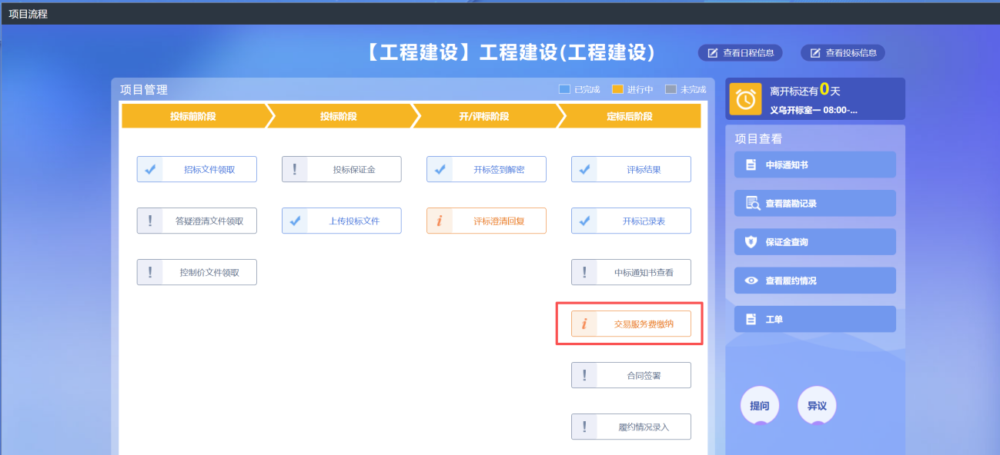 项目流程
【工程建设】工程建设(工程建设)
查看日程信息
查看投标信息
项目管理
已完成
进行中
未完成
投标前阶段
投标阶段
开/评标阶段
定标后阶段
招标文件领取
投标保证金
开标签到解密
评标结果
答疑澄清文件领取
上传投标文件
评标澄清回复
开标记录表
控制价文件领取
中标通知书查看
交易服务费缴纳
合同签署
履约情况录入
离开标还有0天
义乌开标室一 08:00-...
项目查看
中标通知书
查看踏勘记录
保证金查询
查看履约情况
工单
提问
异议